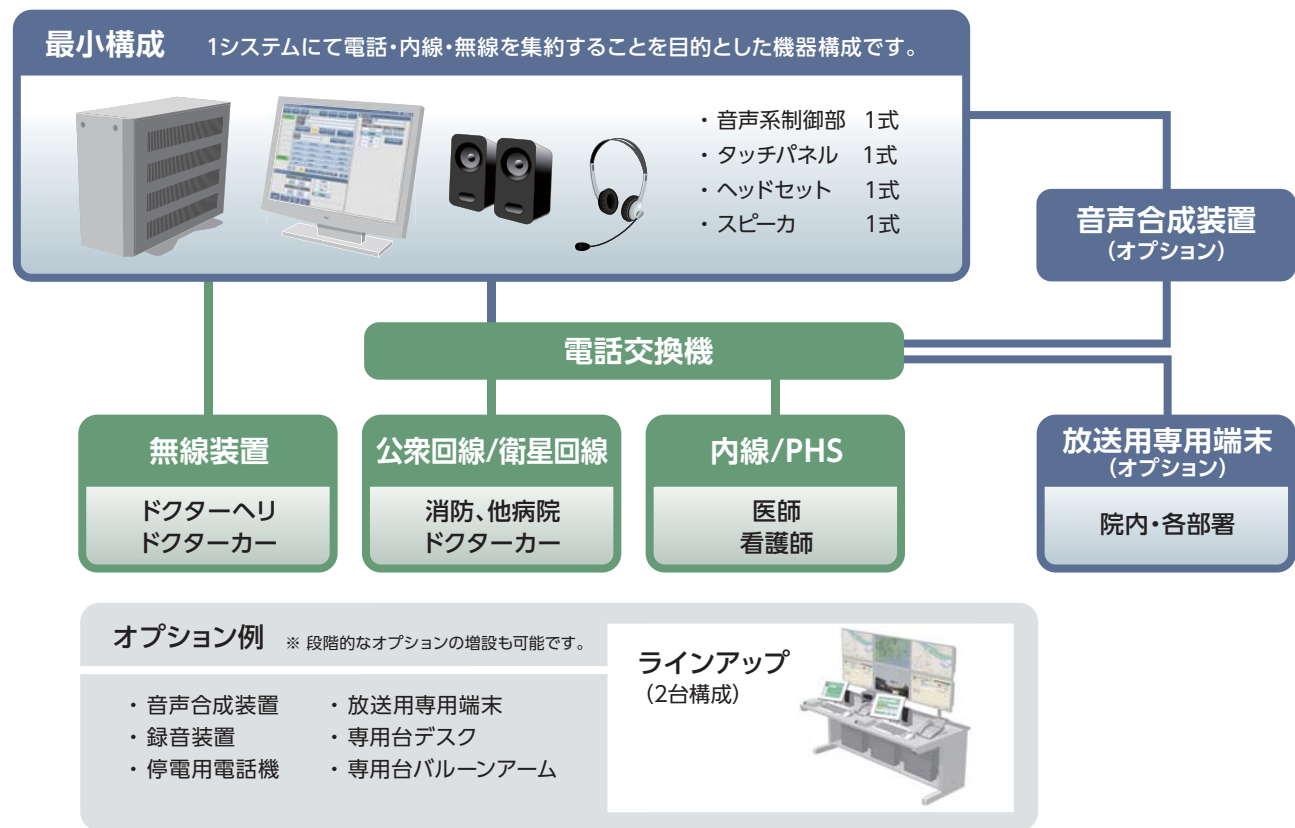 最小構成 1システムにて電話・内線・無線を集約することを目的とした機器構成です。
・音声系制御部 1式
・タッチパネル 1式
・ヘッドセット 1式
・スピーカ 1式
音声合成装置
（オプション）
電話交換機
無線装置
ドクターヘリ
ドクターカー
公衆回線/衛星回線
消防、他病院
ドクターカー
内線/PHS
医師
看護師
放送用専用端末
（オプション）
院内・各部署
オプション例 ※ 段階的なオプションの増設も可能です。
・音声合成装置 ・放送用専用端末
・録音装置 ・専用台デスク
・停電用電話機 ・専用台バルーンアーム
ラインアップ
（2台構成）